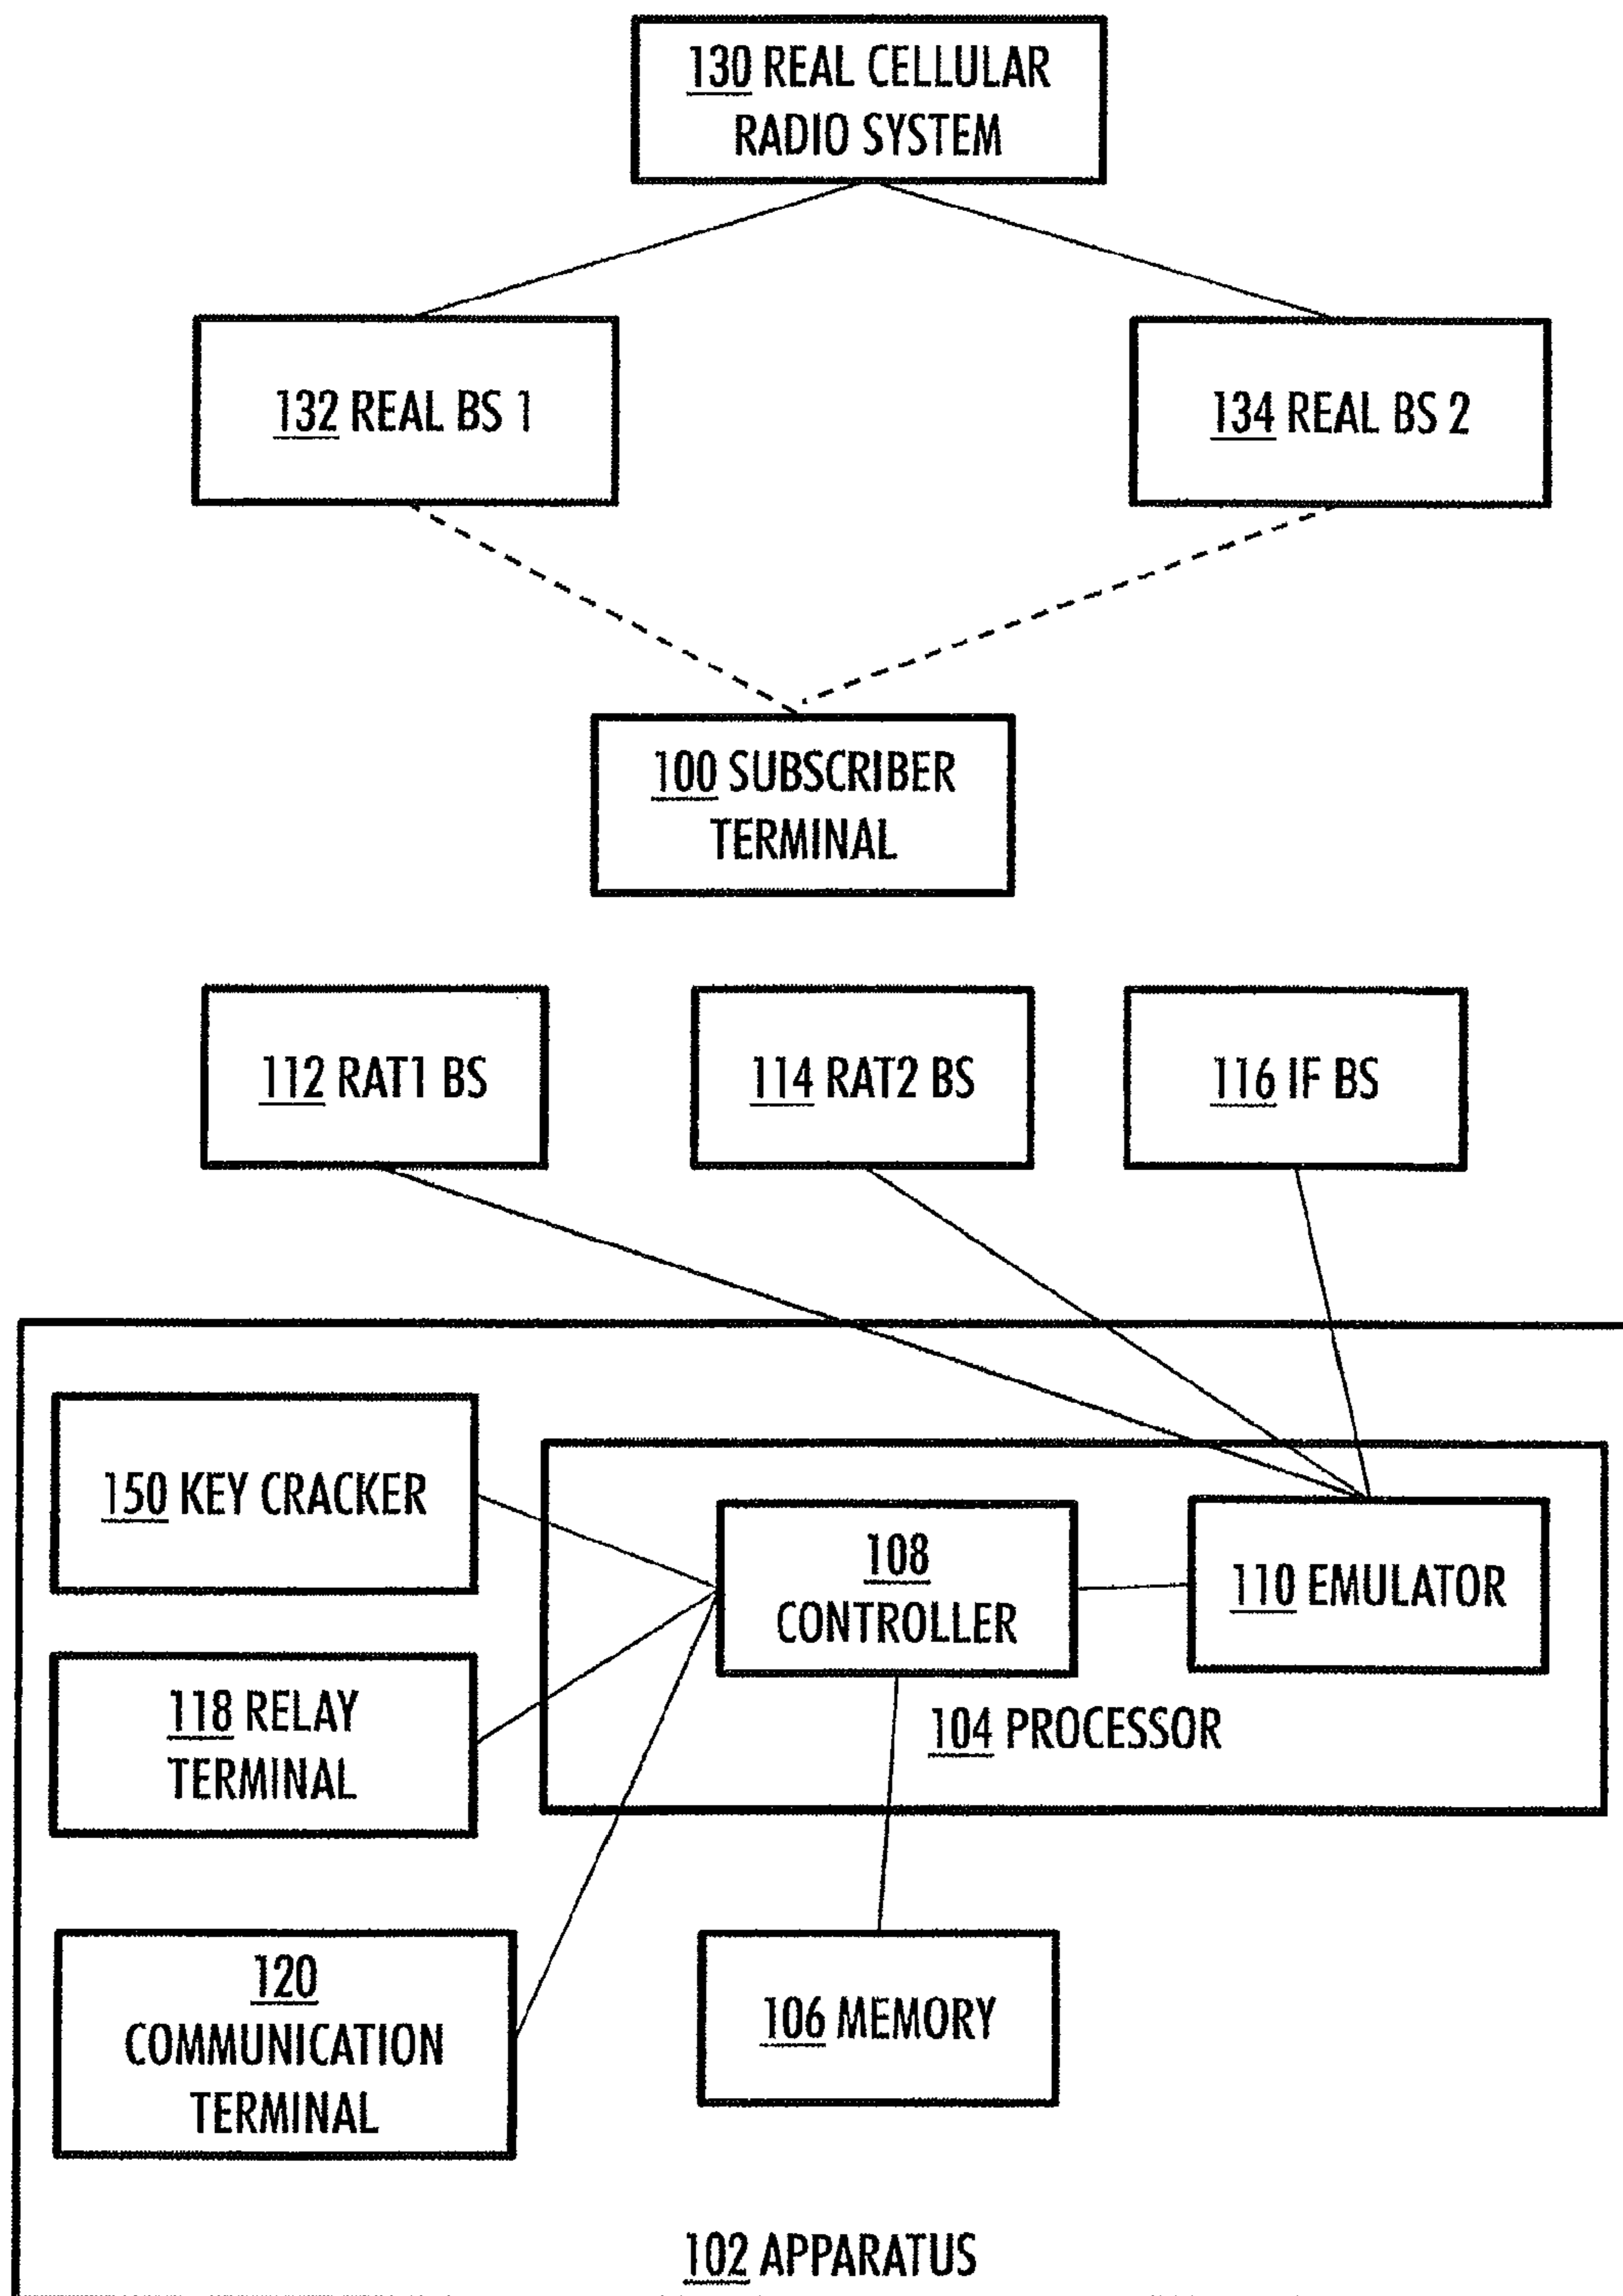 130 REAL CELLULAR
RADIO SYSTEM
132 REAL BS 1
134 REAL BS 2
100 SUBSCRIBER
TERMINAL
112 RAT1 BS
114 RAT2 BS
116 IF BS
150 KEY CRACKER
108
CONTROLLER
110 EMULATOR
118 RELAY
TERMINAL
104 PROCESSOR
120
COMMUNICATION
TERMINAL
106 MEMORY
102 APPARATUS